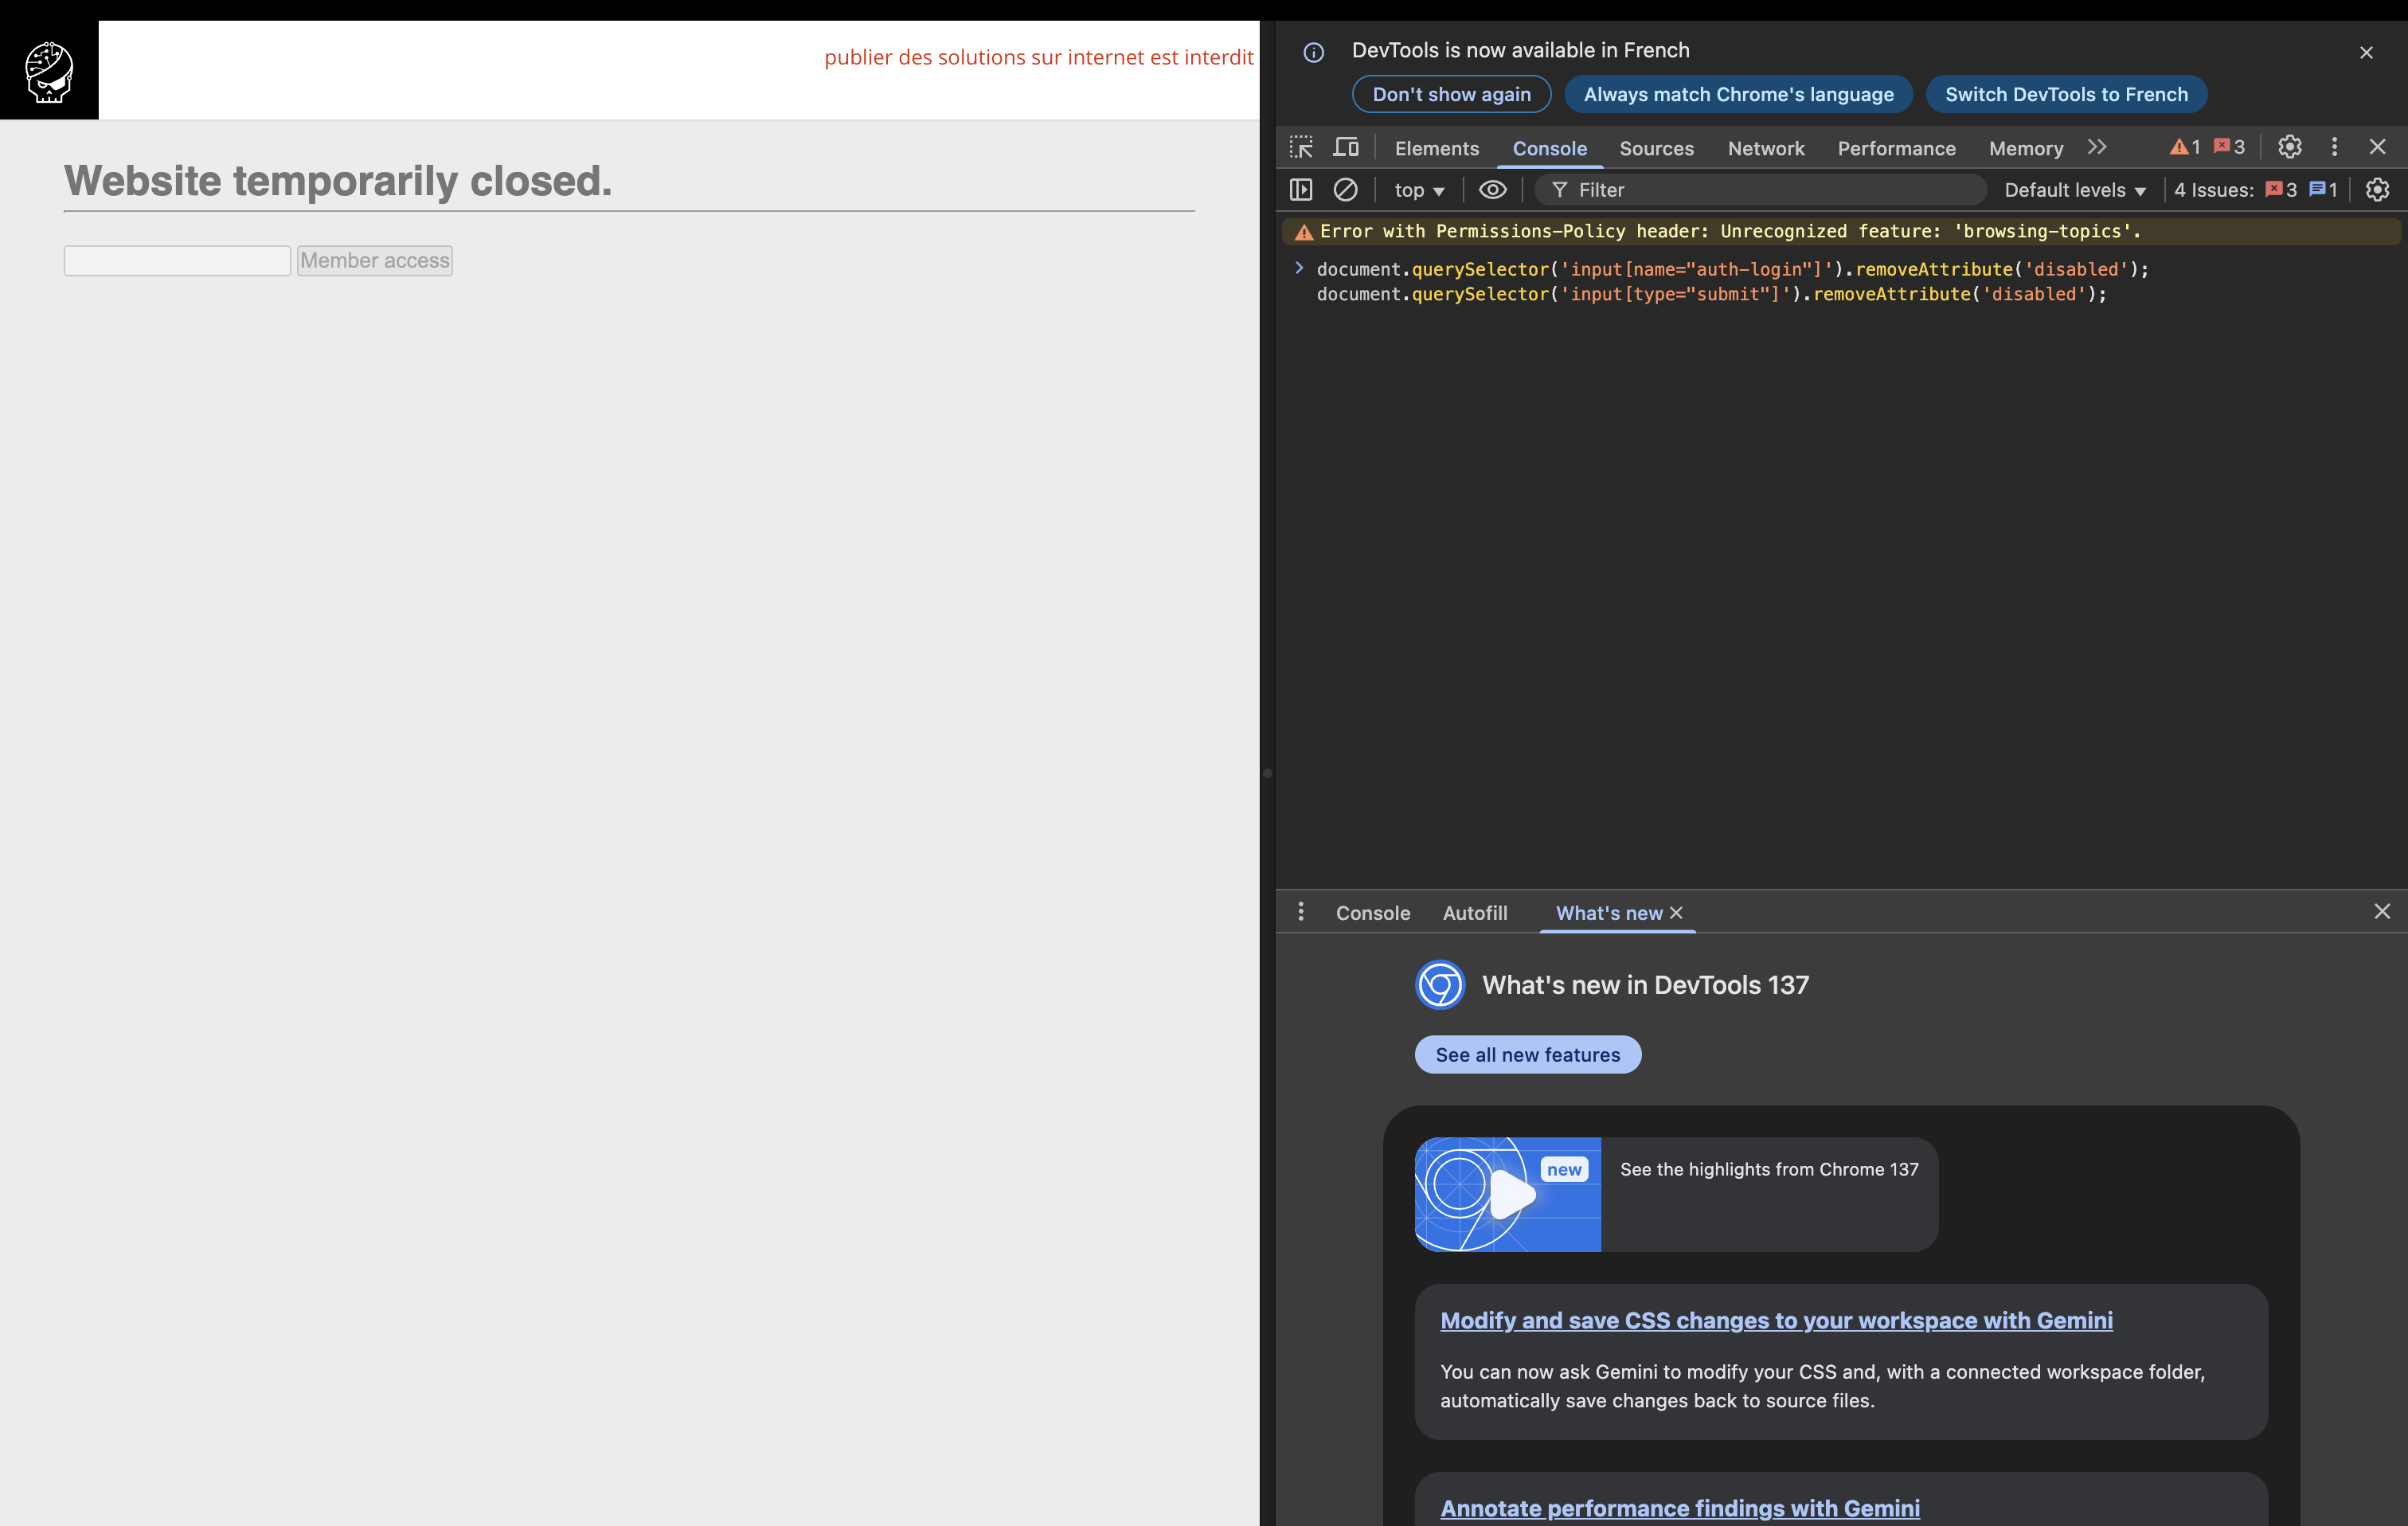 publier des solutions sur internet est interdit
Website temporarily closed.
Member access
DevTools is now available in French
Don't show again
Always match Chrome's language
Switch DevTools to French
Elements
Console
Sources
Network
Performance
Memory
1
3
top
Filter
Default levels
4 Issues:
3
1
Error with Permissions-Policy header: Unrecognized feature: 'browsing-topics'.
document.querySelector('input[name="auth-login"]').removeAttribute('disabled');
document.querySelector('input[type="submit"]').removeAttribute('disabled');
Console
Autofill
What's new
What's new in DevTools 137
See all new features
new
See the highlights from Chrome 137
Modify and save CSS changes to your workspace with Gemini
You can now ask Gemini to modify your CSS and, with a connected workspace folder,
automatically save changes back to source files.
Annotate performance findings with Gemini